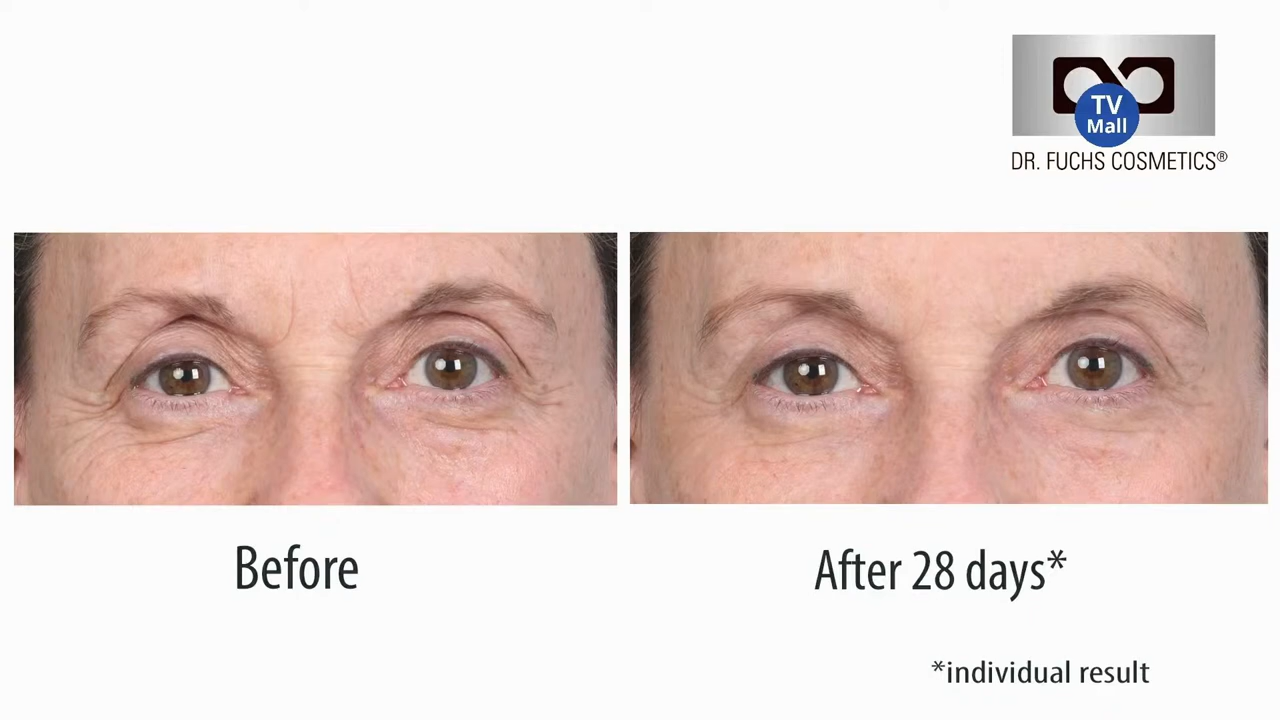 TV
Mall
DR. FUCHS COSMETICS®
Before
After 28 days*
*individual result